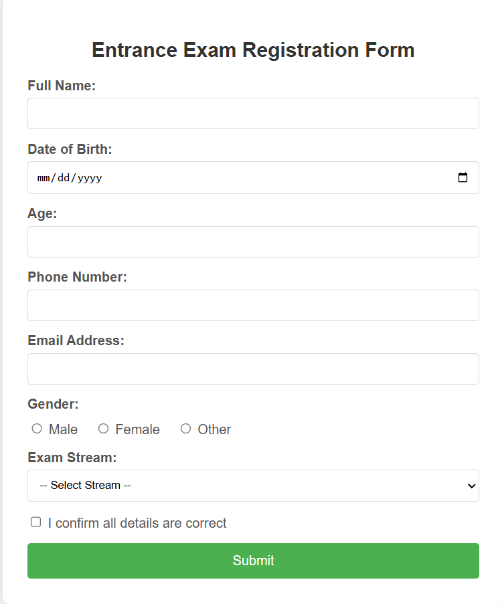 Entrance Exam Registration Form
Full Name:
Date of Birth:
mm/dd/yyyy
Age:
Phone Number:
Email Address:
Gender:
Male Female Other
Exam Stream:
-- Select Stream --
I confirm all details are correct
Submit